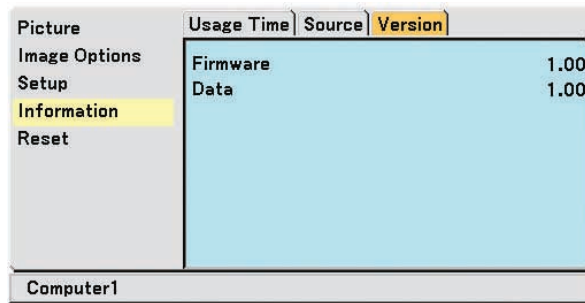 Picture
Image Options
Setup
Information
Reset
Usage Time Source Version
Firmware 1.00
Data 1.00
Computer1